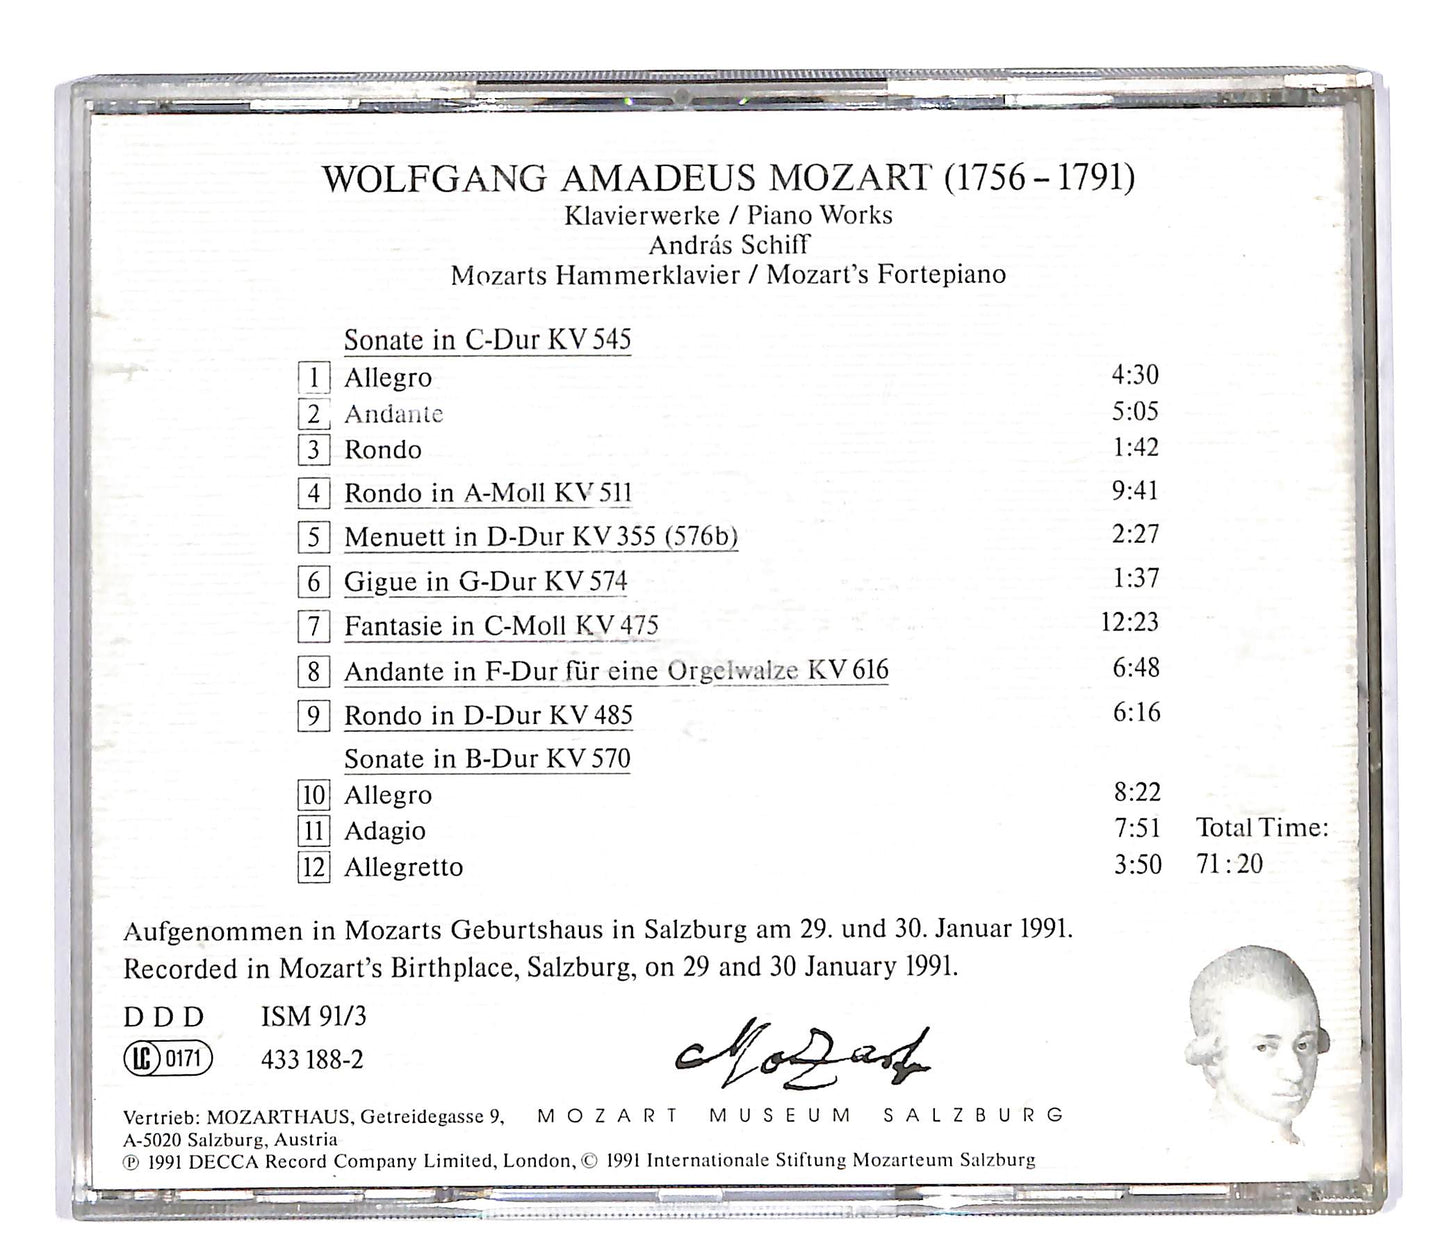 WOLFGANG AMADEUS MOZART (1756 – 1791)
Klavierwerke / Piano Works
András Schiff
Mozarts Hammerklavier / Mozart's Fortepiano
Sonate in C-Dur KV 545
1 Allegro 4:30
2 Andante 5:05
3 Rondo 1:42
4 Rondo in A-Moll KV 511 9:41
5 Menuett in D-Dur KV 355 (576b) 2:27
6 Gigue in G-Dur KV 574 1:37
7 Fantasie in C-Moll KV 475 12:23
8 Andante in F-Dur für eine Orgelwalze KV 616 6:48
9 Rondo in D-Dur KV 485 6:16
Sonate in B-Dur KV 570
10 Allegro 8:22
11 Adagio 7:51 Total Time:
12 Allegretto 3:50 71:20
Aufgenommen in Mozarts Geburtshaus in Salzburg am 29. und 30. Januar 1991.
Recorded in Mozart's Birthplace, Salzburg, on 29 and 30 January 1991.
D D D ISM 91/3
LC 0171 433 188-2
Mozart
Vertrieb: MOZARTHAUS, Getreidegasse 9, MOZART MUSEUM SALZBURG
A-5020 Salzburg, Austria
℗ 1991 DECCA Record Company Limited, London, © 1991 Internationale Stiftung Mozarteum Salzburg